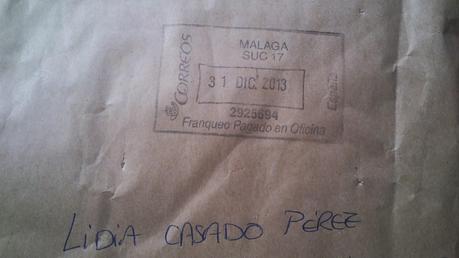 CORREOS
MALAGA
SUC 17
31 DIC. 2013
2925694
Franqueo Pagado en Oficina
España
LIDIA CASADO PÉREZ